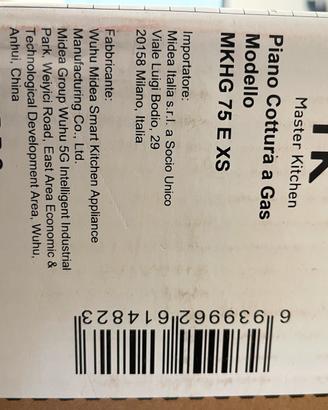 Master Kitchen
Piano Cottura a Gas
Modello
MKHG 75 E XS
Importatore:
Midea Italia s.r.l. a Socio Unico
Viale Luigi Bodio, 29
20158 Milano, Italia
Fabbricante:
Wuhu Midea Smart Kitchen Appliance
Manufacturing Co., Ltd.
Midea Group Wuhu 5G Intelligent Industrial
Park, Weiyici Road, East Area Economic &
Technological Development Area, Wuhu,
Anhui, China
6 939962 614823